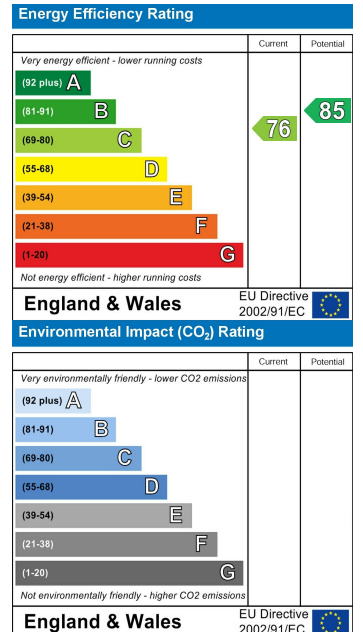 Energy Efficiency Rating
Current Potential
Very energy efficient - lower running costs
(92 plus) A
(81-91) B
(69-80) C
(55-68) D
(39-54) E
(21-38) F
(1-20) G
76
85
Not energy efficient - higher running costs
England & Wales
EU Directive
2002/91/EC
Environmental Impact (CO₂) Rating
Current Potential
Very environmentally friendly - lower CO2 emissions
(92 plus) A
(81-91) B
(69-80) C
(55-68) D
(39-54) E
(21-38) F
(1-20) G
Not environmentally friendly - higher CO2 emissions
England & Wales
EU Directive
2002/91/EC